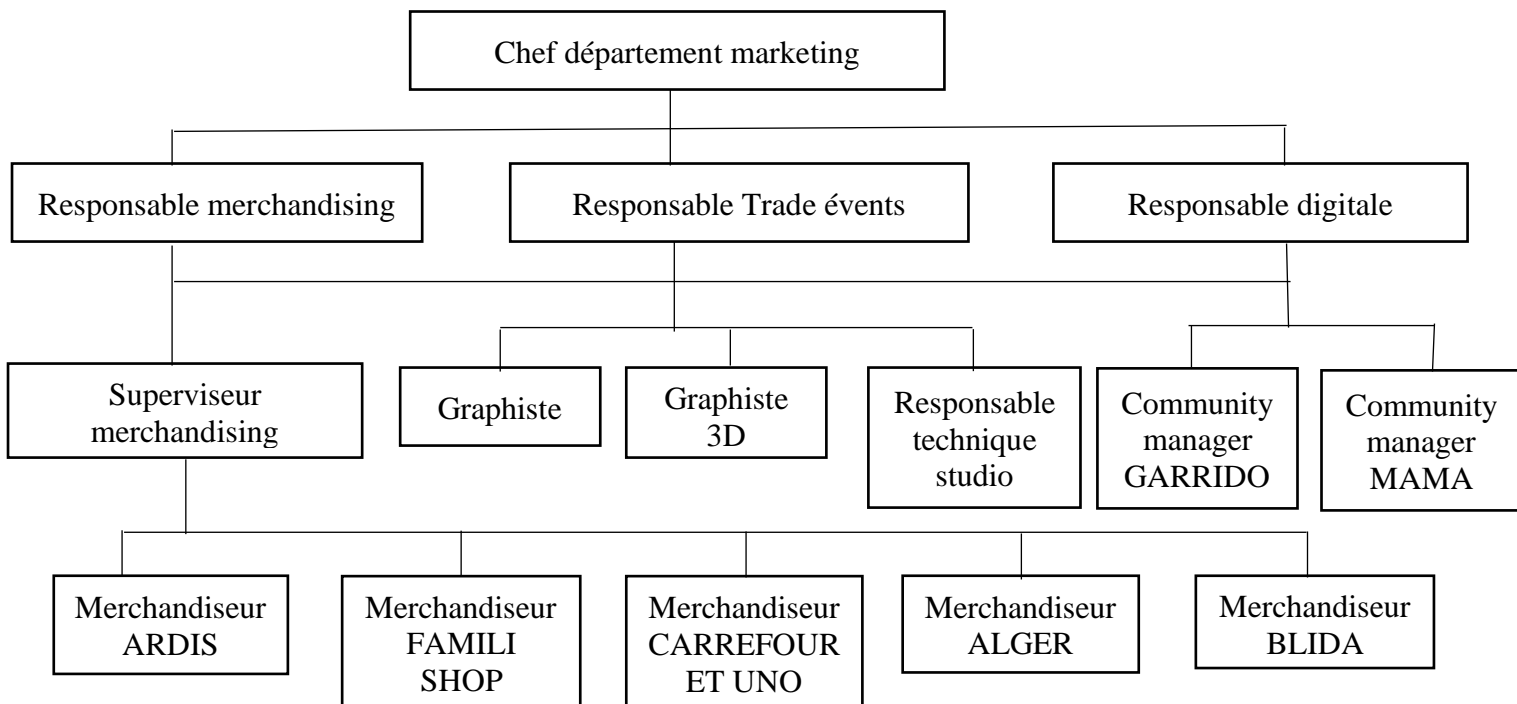 Chef département marketing
Responsable merchandising
Responsable Trade évents
Responsable digitale
Superviseur
merchandising
Graphiste
Graphiste
3D
Responsable
technique
studio
Community
manager
GARRIDO
Community
manager
MAMA
Merchandiseur
ARDIS
Merchandiseur
FAMILI
SHOP
Merchandiseur
CARREFOUR
ET UNO
Merchandiseur
ALGER
Merchandiseur
BLIDA